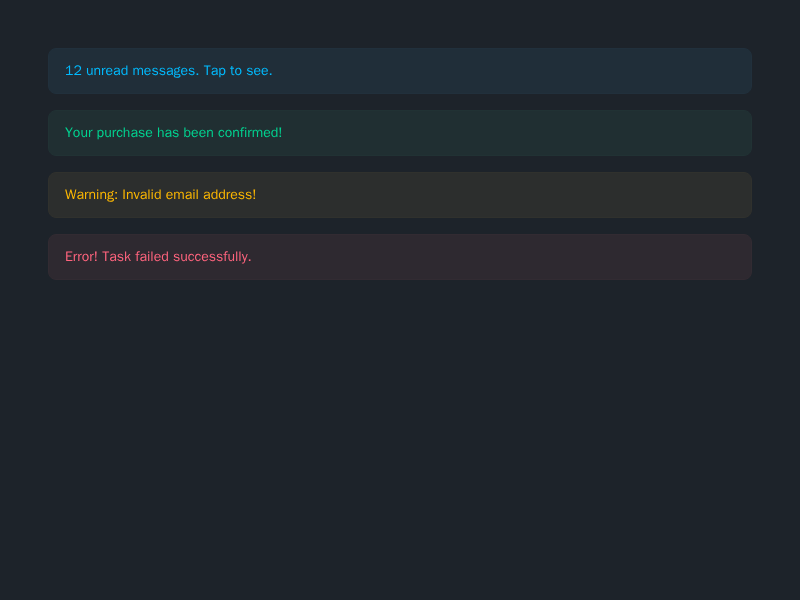 12 unread messages. Tap to see.
Your purchase has been confirmed!
Warning: Invalid email address!
Error! Task failed successfully.